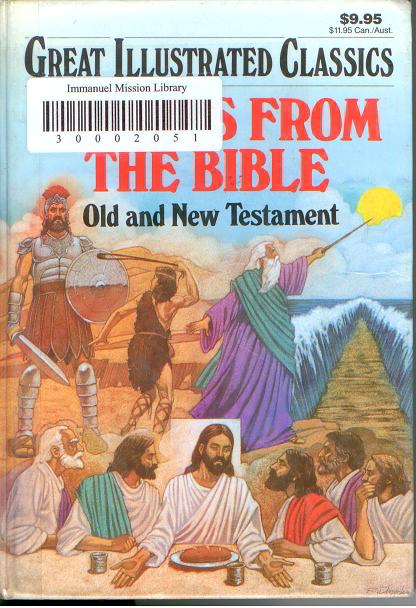 $9.95
$11.95 Can./Aust.
GREAT ILLUSTRATED CLASSICS
Immanuel Mission Library
30002051
S FROM
THE BIBLE
Old and New Testament